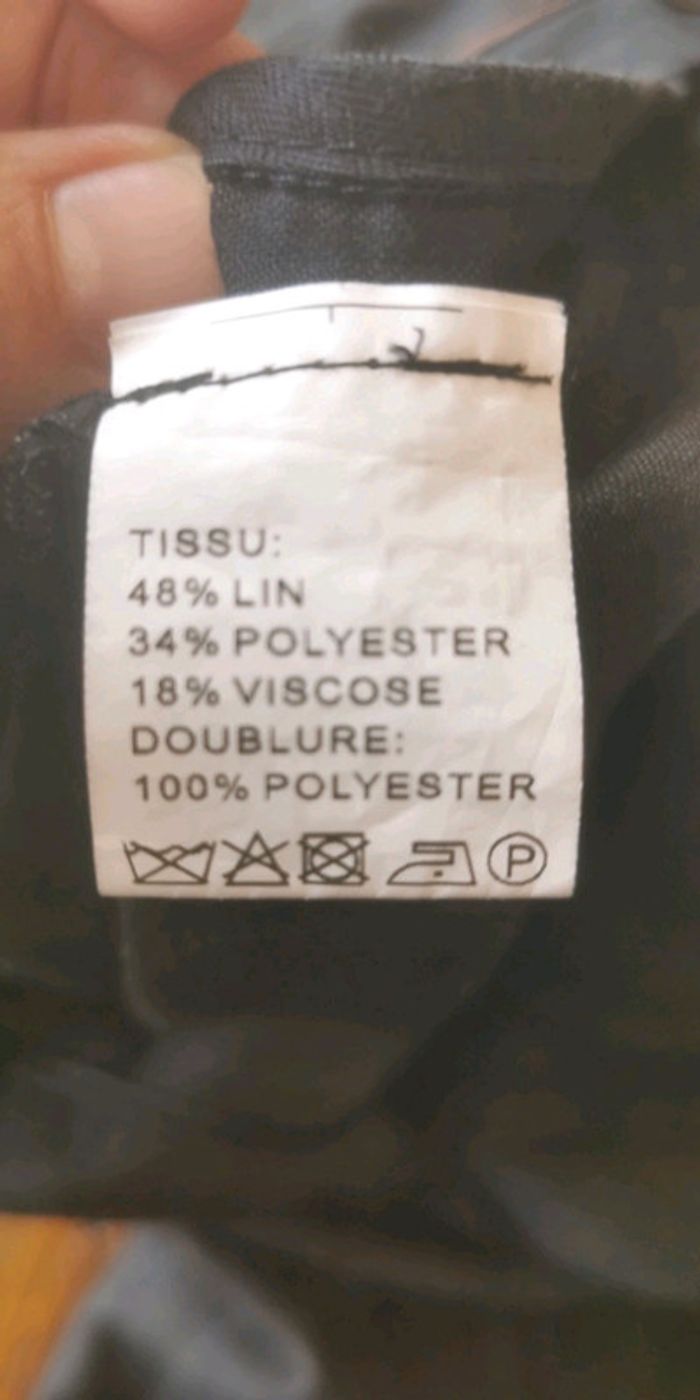 TISSU:
48% LIN
34% POLYESTER
18% VISCOSE
DOUBLURE:
100% POLYESTER
P